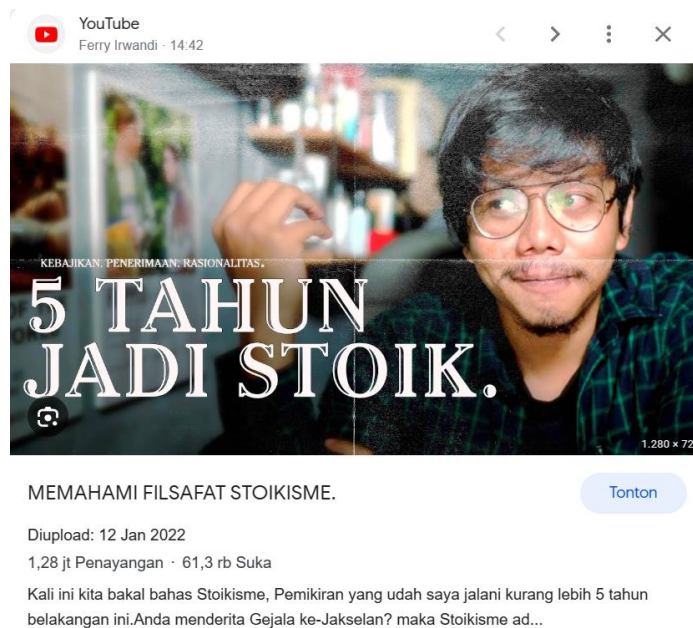 YouTube
Ferry Irwandi · 14:42
KEBAJIKAN. PENERIMAAN. RASIONALITAS.
5 TAHUN
JADI STOIK.
1.280 × 72
MEMAHAMI FILSAFAT STOIKISME.
Tonton
Diupload: 12 Jan 2022
1,28 jt Penayangan · 61,3 rb Suka
Kali ini kita bakal bahas Stoikisme, Pemikiran yang udah saya jalani kurang lebih 5 tahun
belakangan ini.Anda menderita Gejala ke-Jakselan? maka Stoikisme ad...